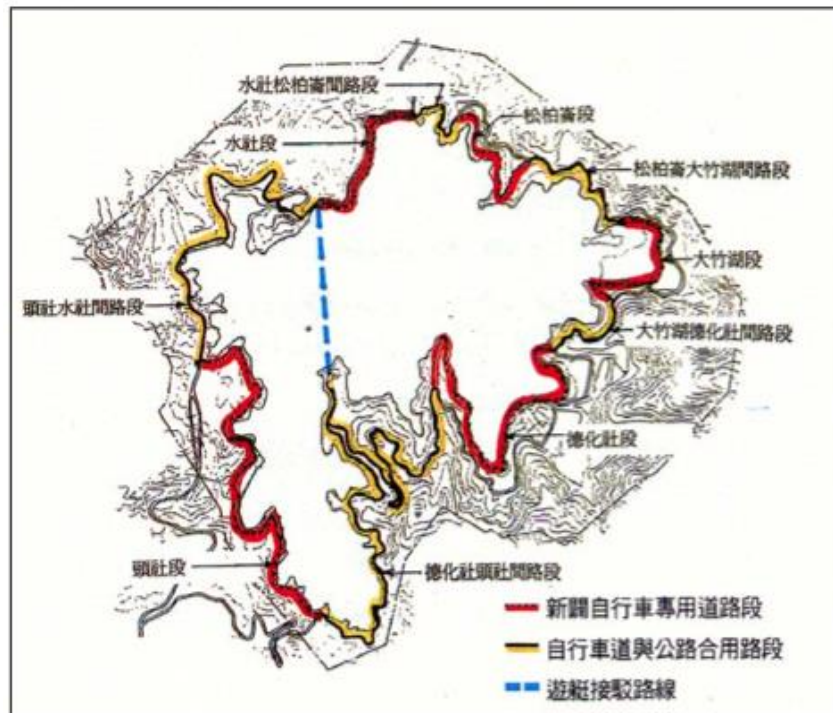 水社松柏崙間路段
水社段
松柏崙段
松柏崙大竹湖間路段
大竹湖段
頭社水社間路段
大竹湖德化社間路段
德化社段
頭社段
德化社頭社間路段
新闢自行車專用道路段
自行車道與公路合用路段
遊艇接駁路線